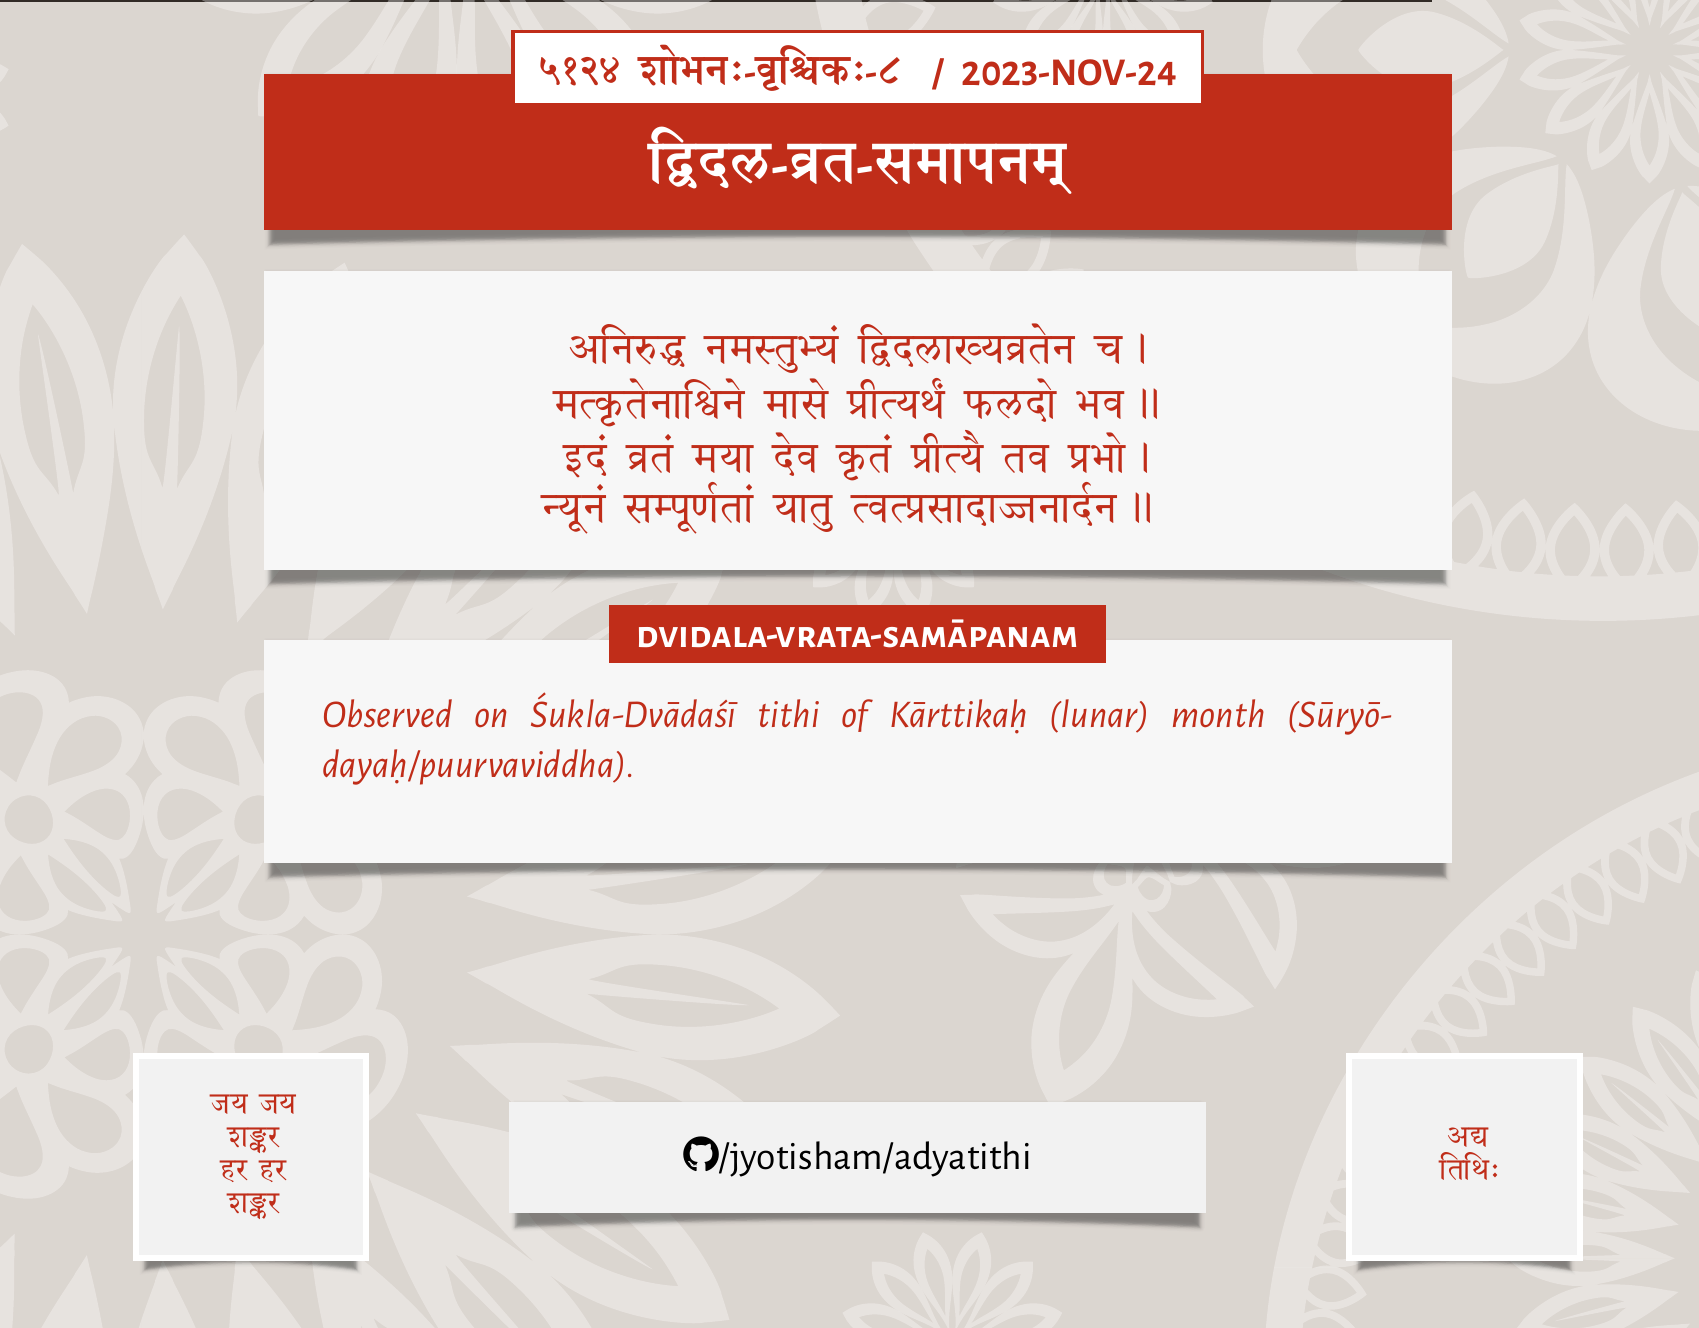 ५१२४ शोभनः-वृश्चिकः-८ / 2023-NOV-24
द्विदल-व्रत-समापनम्
अनिरुद्ध नमस्तुभ्यं द्विदलाख्यव्रतेन च।
मत्कृतेनाश्विने मासे प्रीत्यर्थं फलदो भव॥
इदं व्रतं मया देव कृतं प्रीत्यै तव प्रभो।
न्यूनं सम्पूर्णतां यातु त्वत्प्रसादाज्जनार्दन॥
DVIDALA-VRATA-SAMĀPANAM
Observed on Śukla-Dvādaśī tithi of Kārttikaḥ (lunar) month (Sūryō-
dayaḥ/puurvaviddha).
जय जय
शङ्कर
हर हर
शङ्कर
/jyotisham/adyatithi
अद्य
तिथिः